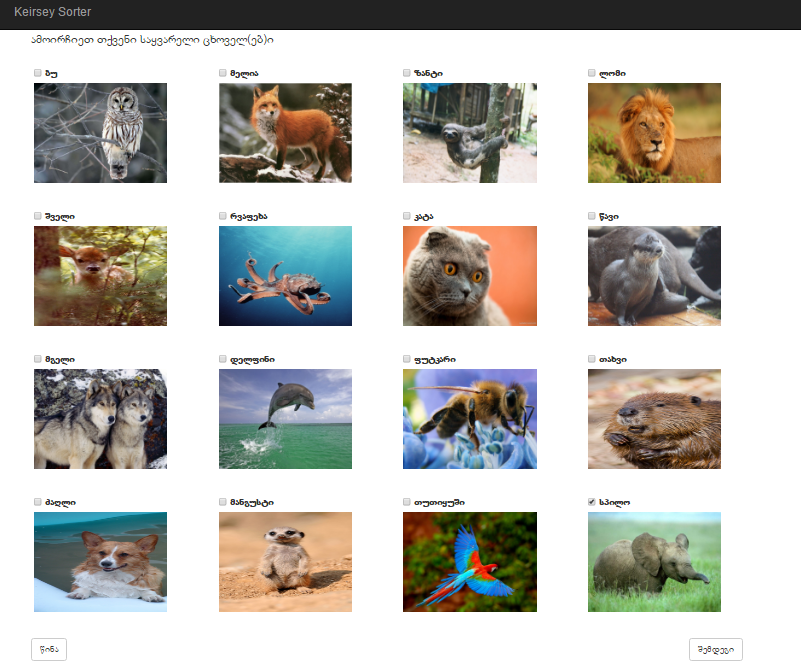 Keirsey Sorter
ამოირჩიეთ თქვენი საყვარელი ცხოველ(ებ)ი
ბუ მელია ზანტი ლომი
შველი რვაფეხა კატა წავი
მგელი დელფინი ფუტკარი თახვი
ძაღლი მანგუსტი თუთიყუში სპილო
წინა შემდეგი